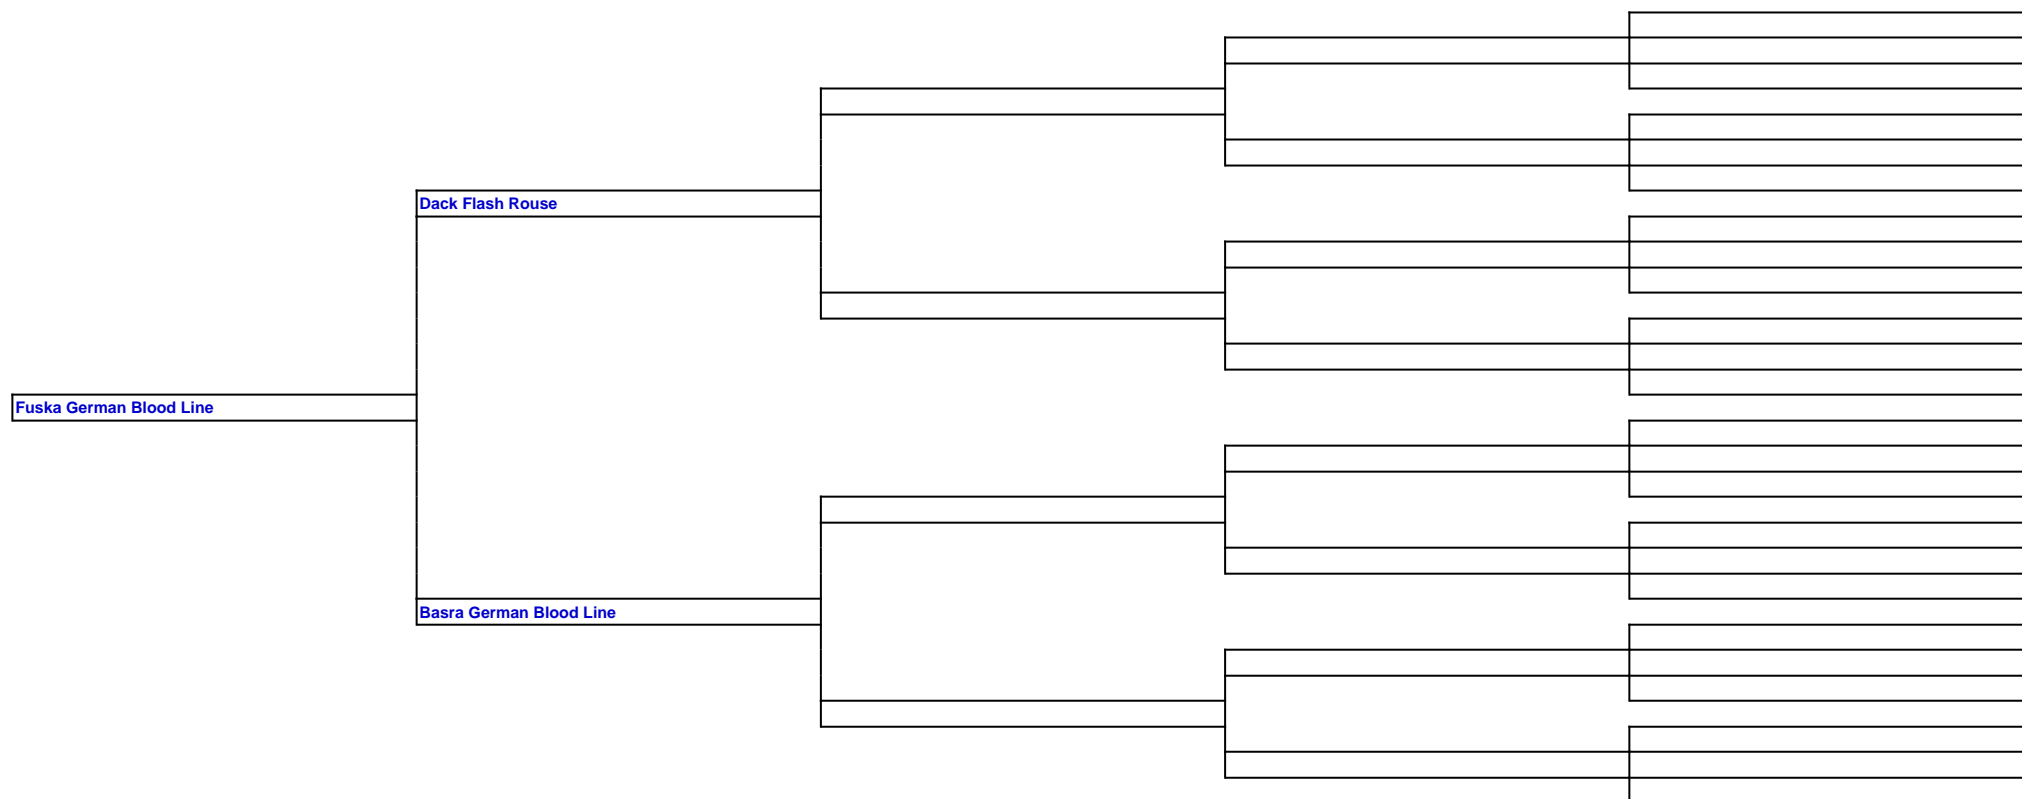 Dack Flash Rouse
Fuska German Blood Line
Basra German Blood Line